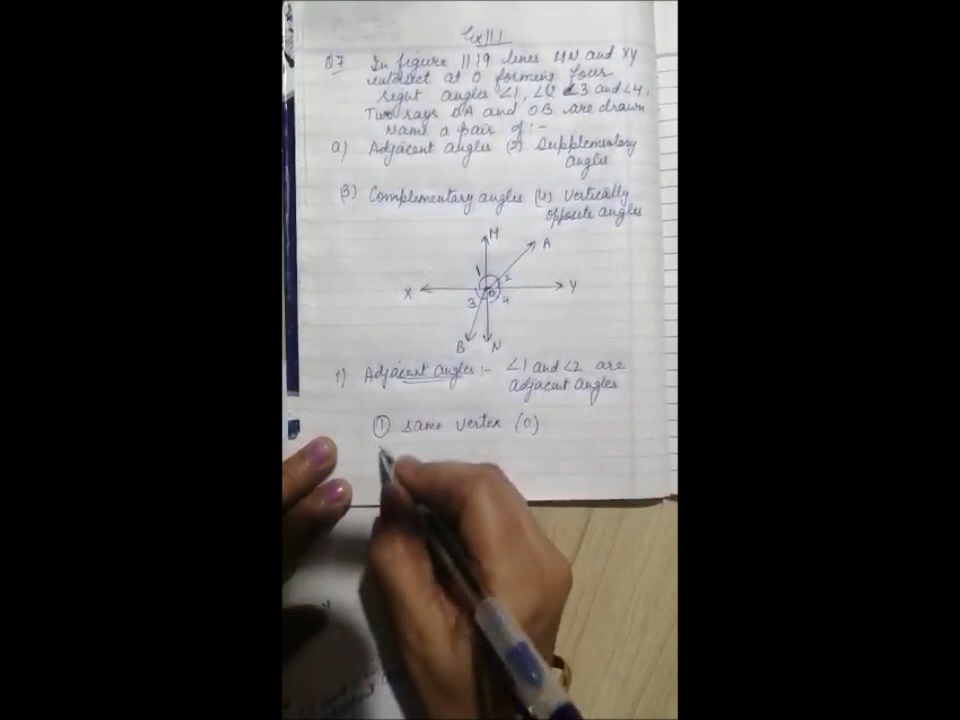 Ex 11.1
Q7 In figure 11.19 lines MN and XY
intersect at O forming four
right angles ∠1, ∠2 ∠3 and ∠4.
Two rays OA and OB are drawn
Name a pair of :-
a) Adjacent angles (2) Supplementary
angles
(3) Complementary angles (4) Vertically
opposite angles
M
A
1
2
X
O
Y
3
4
B
N
1) Adjacent angles :- ∠1 and ∠2 are
adjacent angles
① same vertex (O)